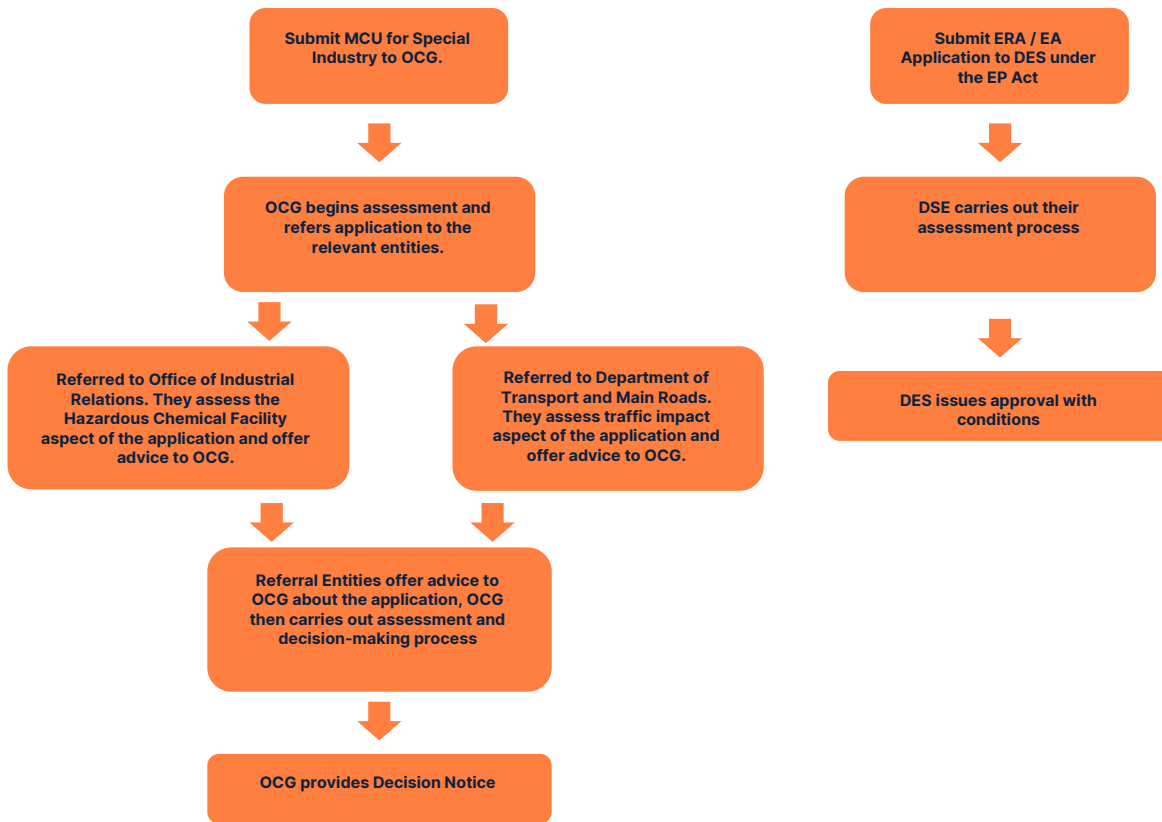 Submit MCU for Special
Industry to OCG.
OCG begins assessment and
refers application to the
relevant entities.
Referred to Office of Industrial
Relations. They assess the
Hazardous Chemical Facility
aspect of the application and offer
advice to OCG.
Referred to Department of
Transport and Main Roads.
They assess traffic impact
aspect of the application and
offer advice to OCG.
Referral Entities offer advice to
OCG about the application, OCG
then carries out assessment and
decision-making process
OCG provides Decision Notice
Submit ERA / EA
Application to DES under
the EP Act
DSE carries out their
assessment process
DES issues approval with
conditions